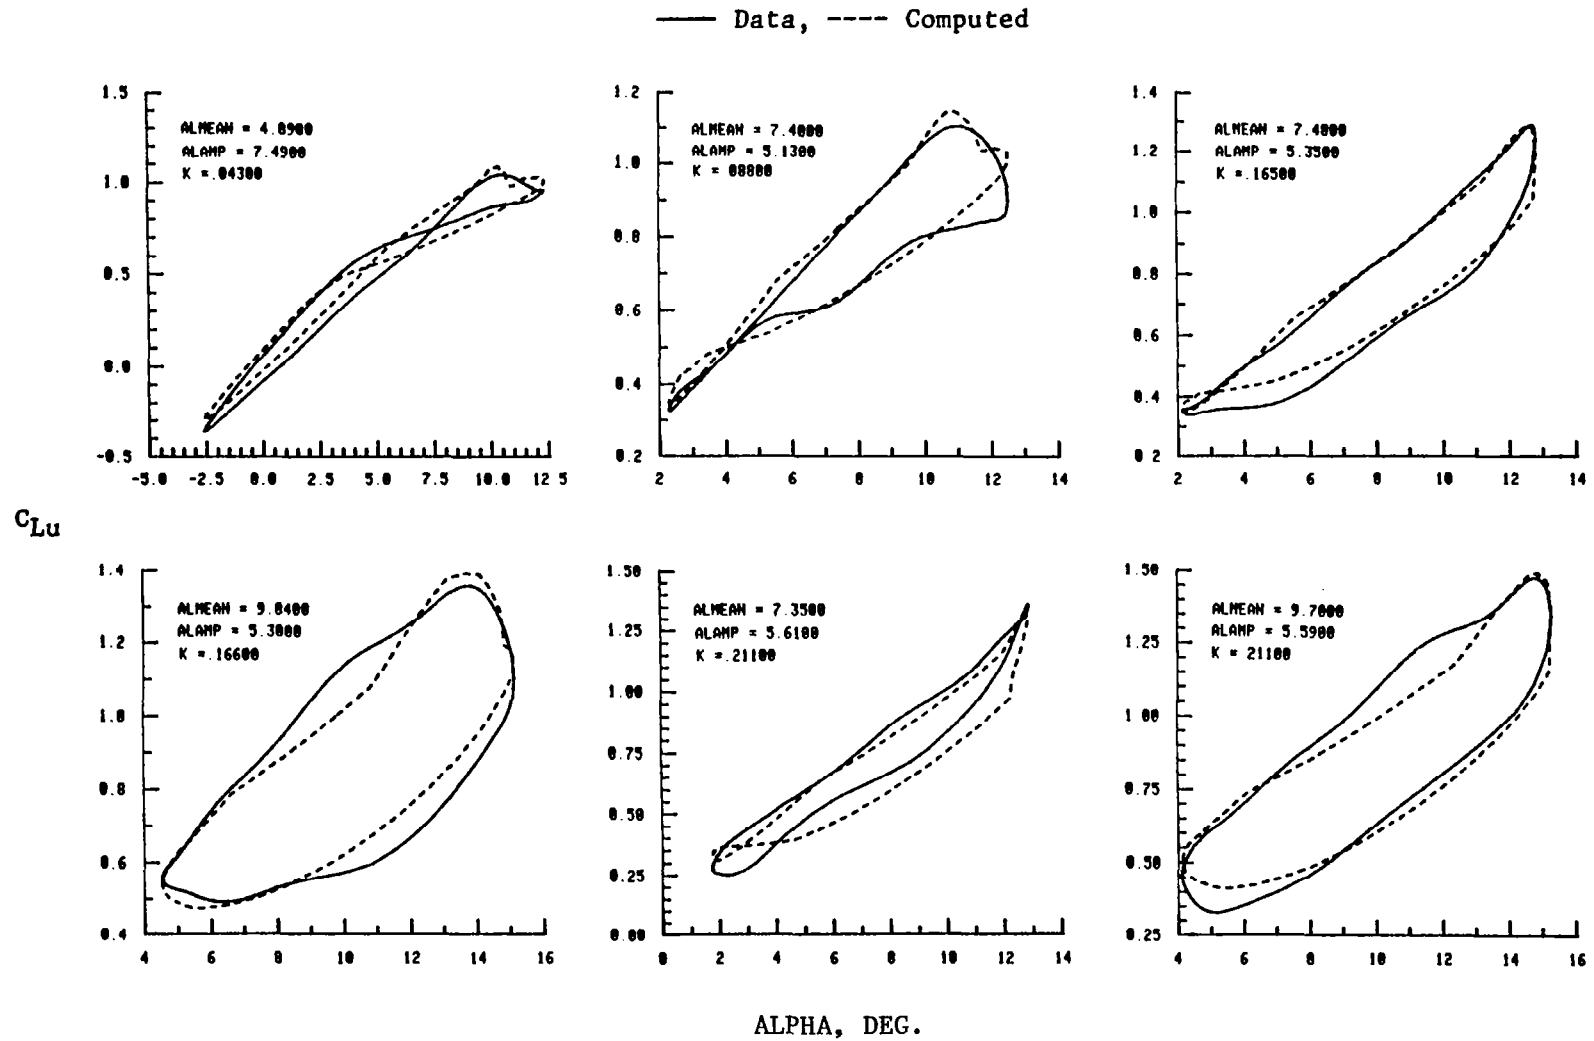 Data, ---- Computed
1.5
1.0
0.5
0.0
-0.5
ALMEAN = 4.8900
ALAMP = 7.4900
K =.04300
-5.0 -2.5 0.0 2.5 5.0 7.5 10.0 12.5
1.2
1.0
0.8
0.6
0.4
0.2
ALMEAN = 7.4000
ALAMP = 5.1300
K = 08800
2 4 6 8 10 12 14
1.4
1.2
1.0
0.8
0.6
0.4
0 2
ALMEAN = 7.4800
ALAMP = 5.3500
K =.16500
2 4 6 8 10 12 14
CLu
1.4
1.2
1.0
0.8
0.6
0.4
ALMEAN = 9.8400
ALAMP = 5.3000
K =.16600
4 6 8 10 12 14 16
1.50
1.25
1.00
0.75
0.50
0.25
0.00
ALMEAN = 7.3500
ALAMP = 5.6100
K =.21100
0 2 4 6 8 10 12 14
1.50
1.25
1 00
0.75
0.50
0.25
ALMEAN = 9.7000
ALAMP = 5.5900
K = 21100
4 6 8 10 12 14 16
ALPHA, DEG.